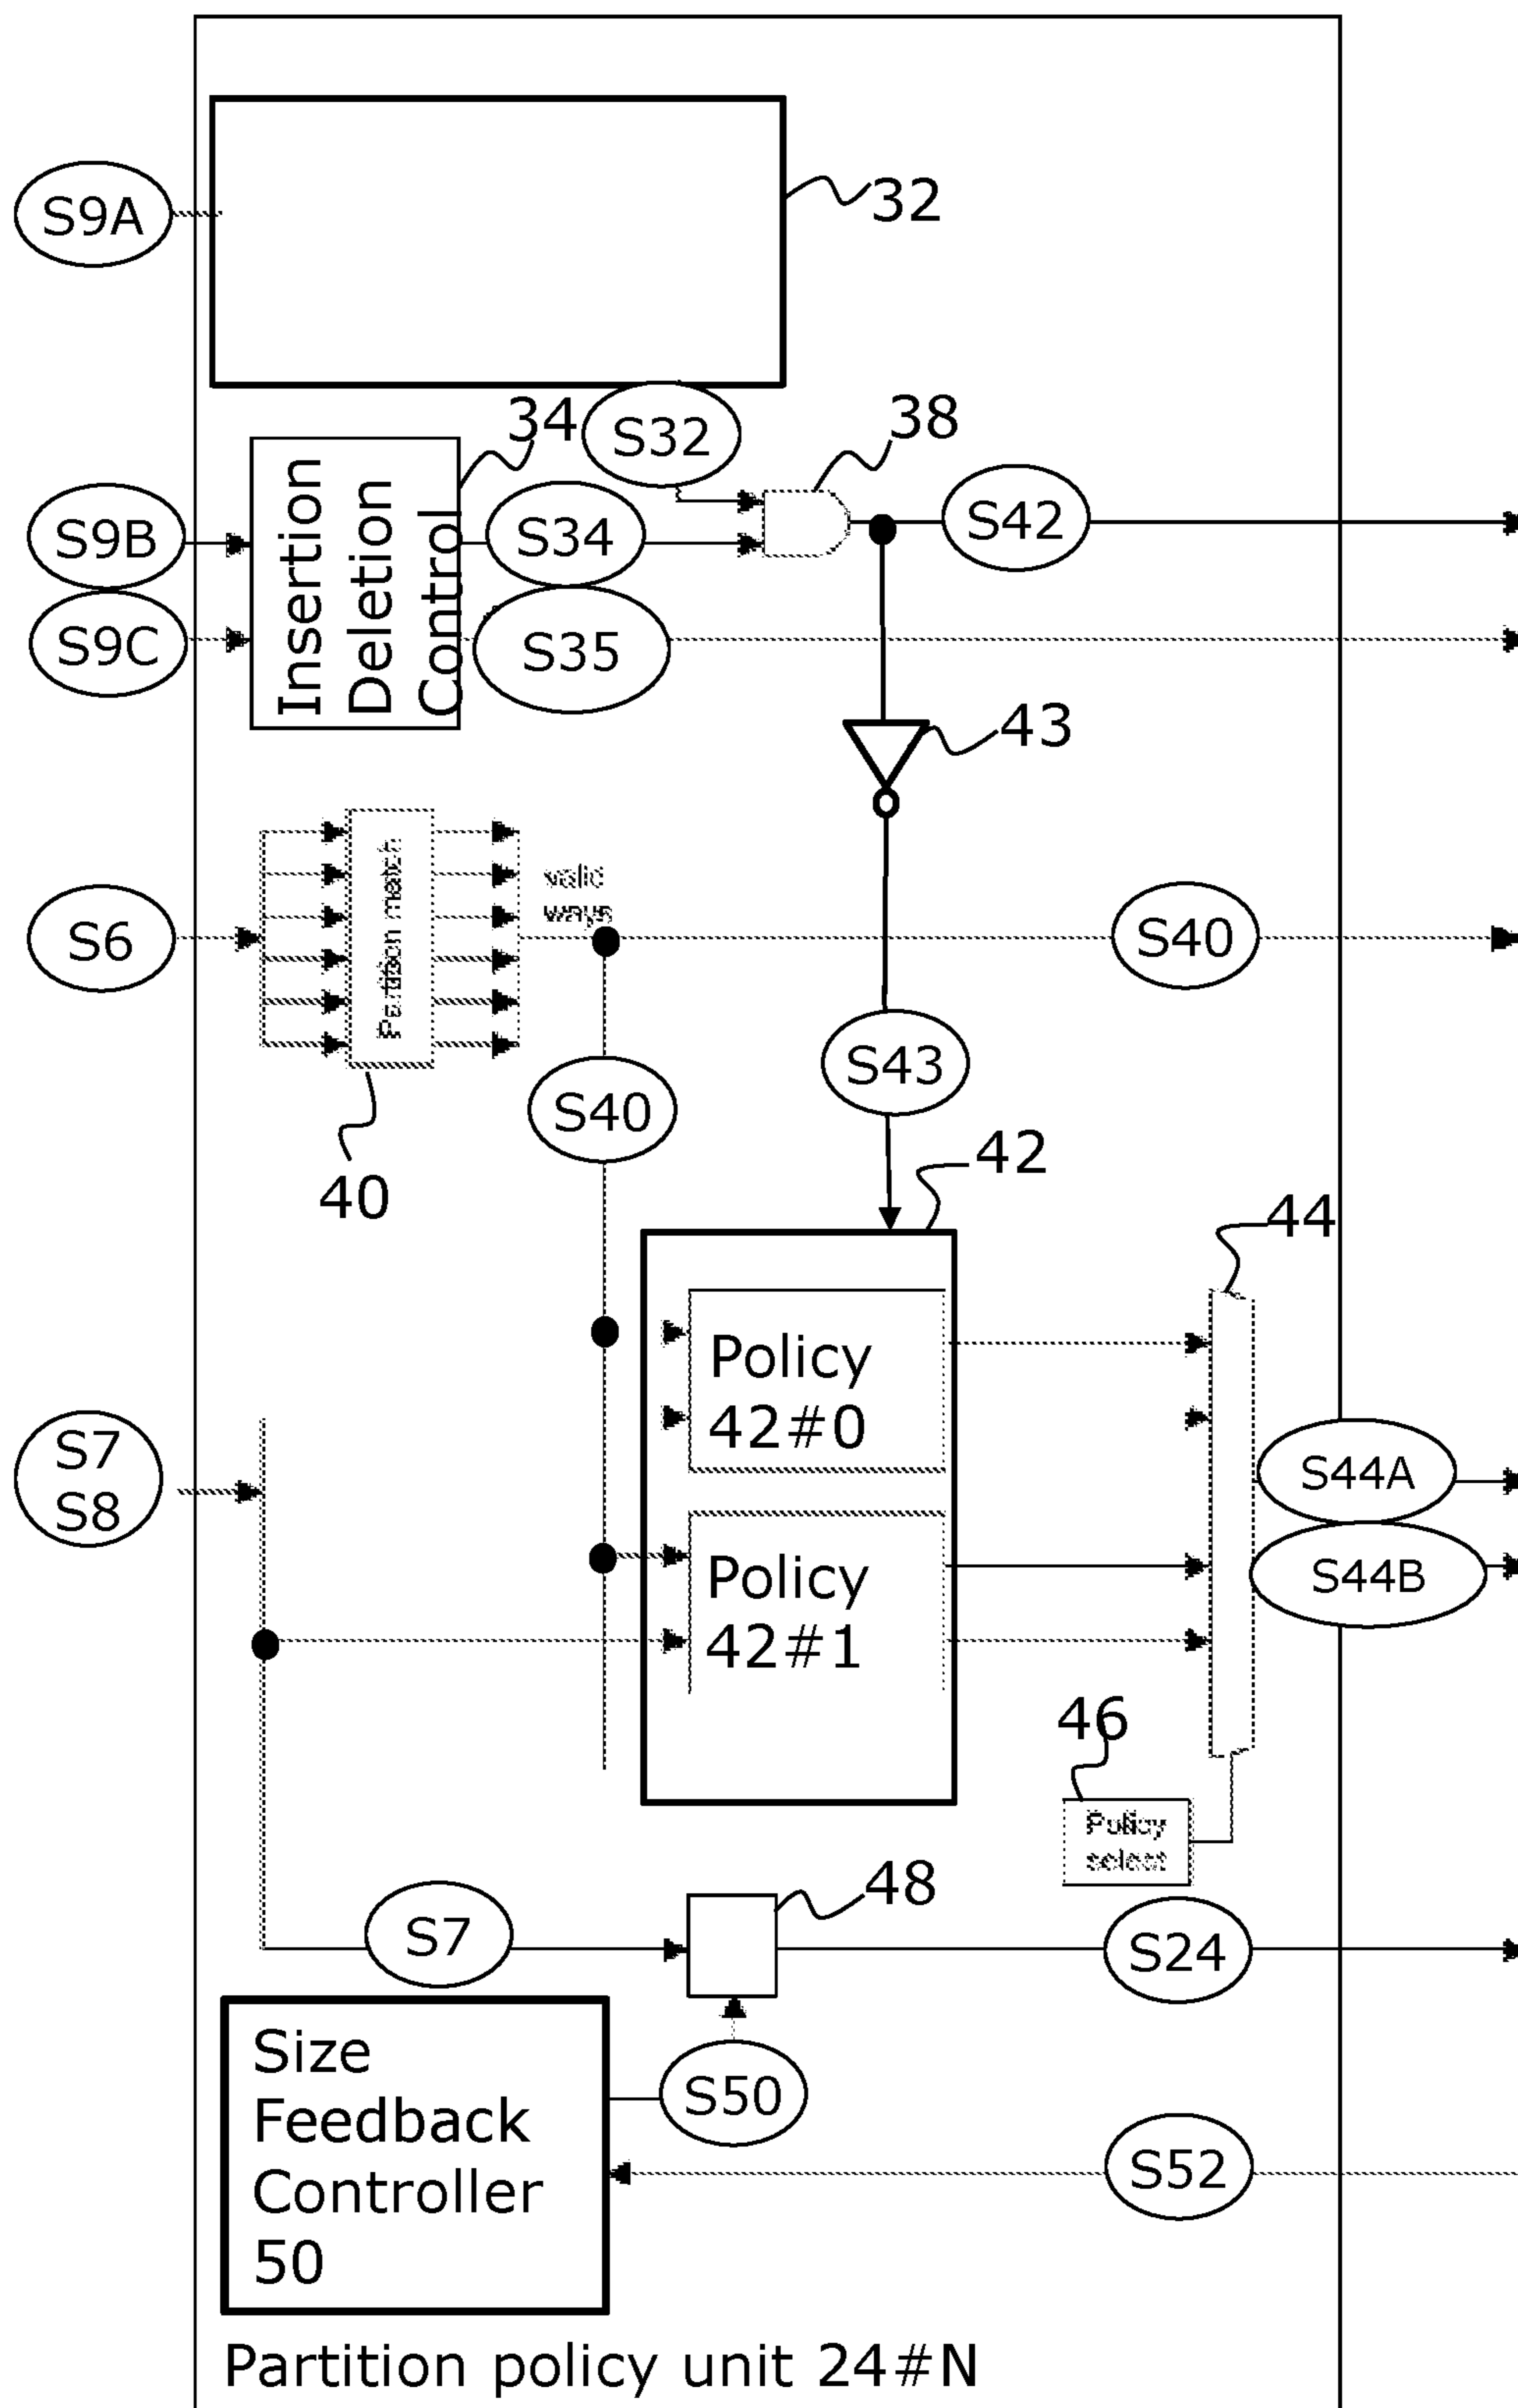 S9A
32
34
S32
38
S9B
S34
S42
Insertion
Deletion
Control
S9C
S35
43
Partition match
valid
ways
S6
S40
S43
S40
40
42
44
Policy
42#0
S7
S8
S44A
Policy
42#1
S44B
46
Policy
select
48
S7
S24
Size
Feedback
Controller
50
S50
S52
Partition policy unit 24#N